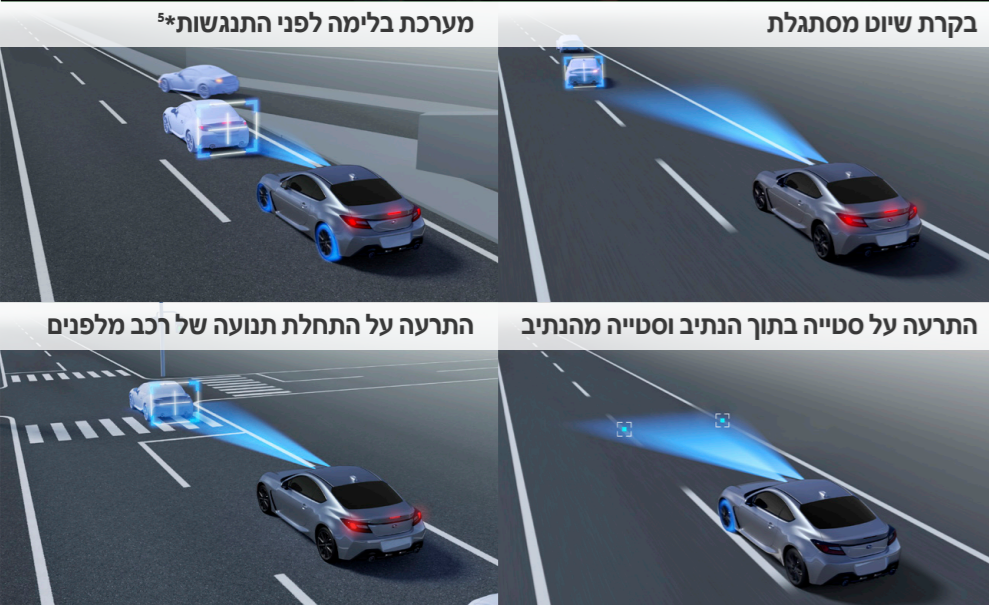 בקרת שיוט מסתגלת
מערכת בלימה לפני התנגשות*⁵
התרעה על סטייה בתוך הנתיב וסטייה מהנתיב
התרעה על התחלת תנועה של רכב מלפנים